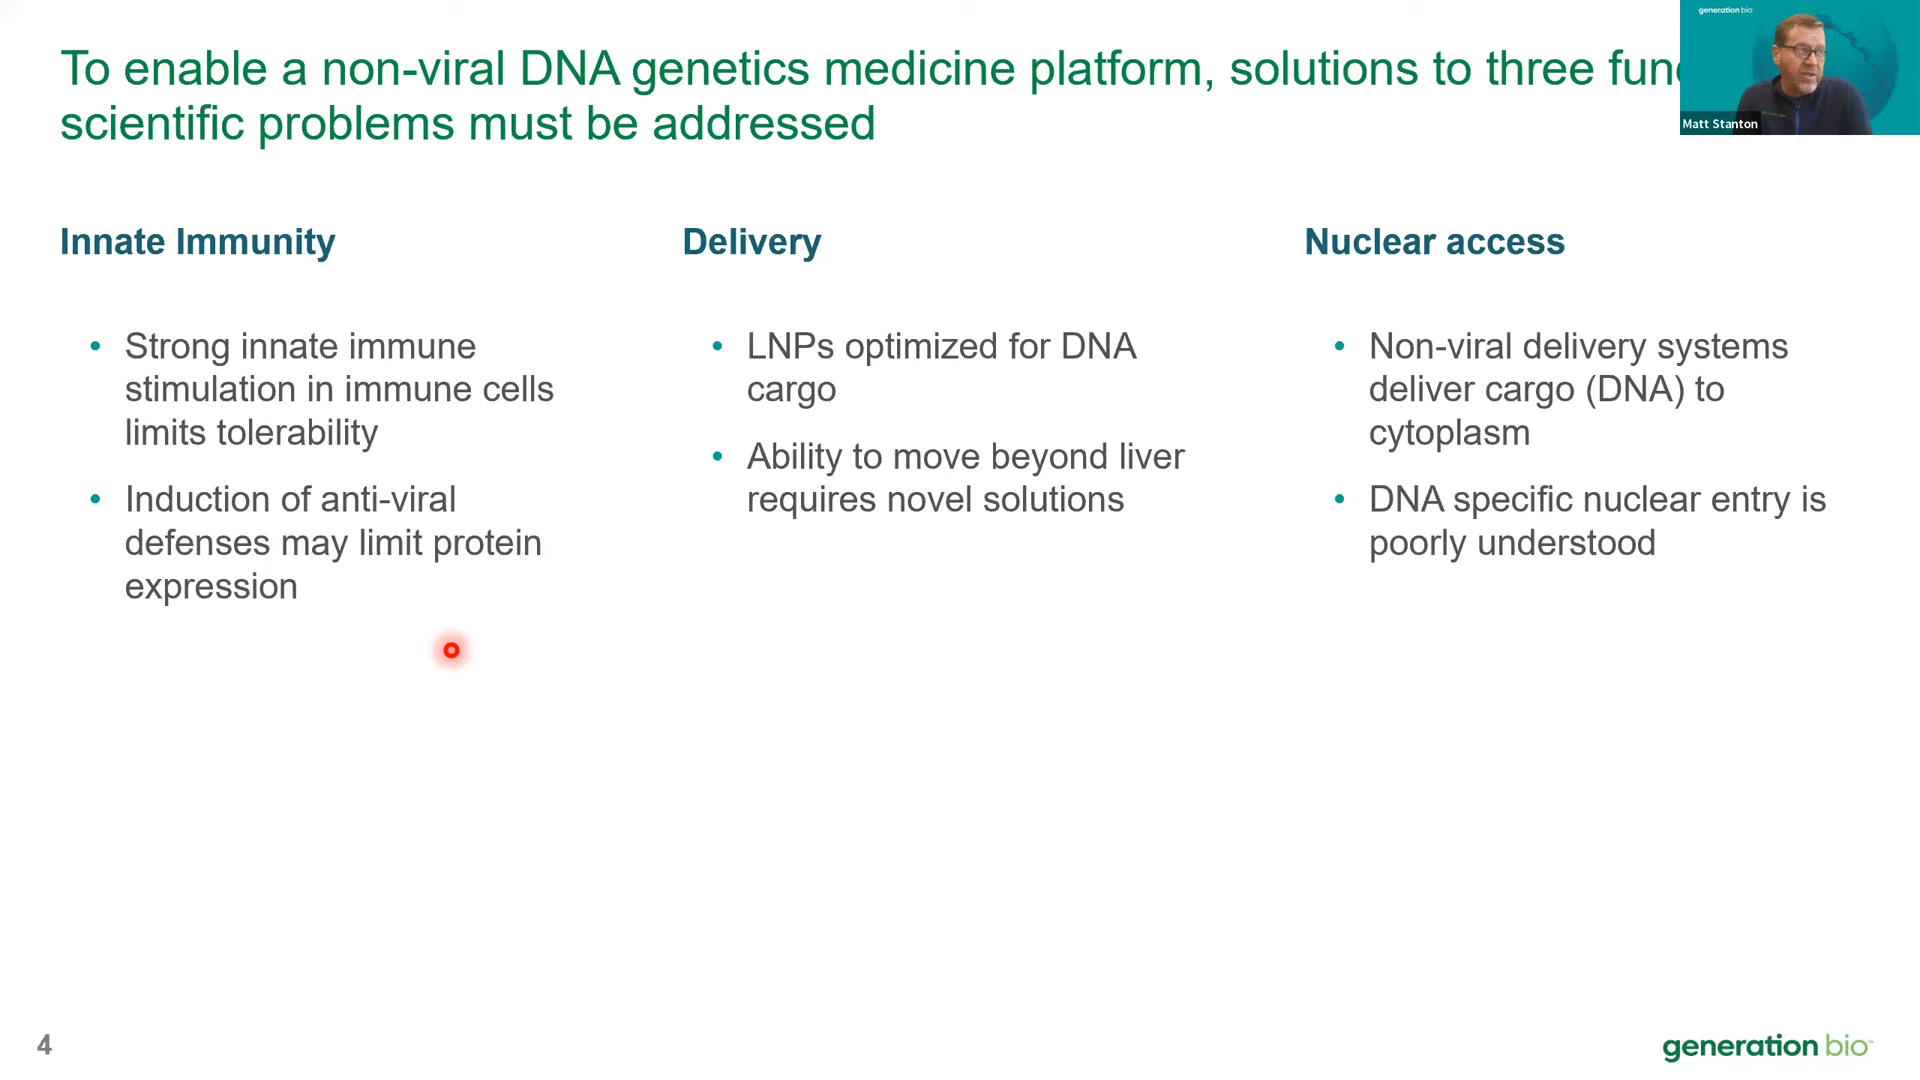 generation bio
To enable a non-viral DNA genetics medicine platform, solutions to three
scientific problems must be addressed
Matt Stanton
Innate Immunity
• Strong innate immune
stimulation in immune cells
limits tolerability
• Induction of anti-viral
defenses may limit protein
expression
Delivery
• LNPs optimized for DNA
cargo
• Ability to move beyond liver
requires novel solutions
Nuclear access
• Non-viral delivery systems
deliver cargo (DNA) to
cytoplasm
• DNA specific nuclear entry is
poorly understood
4
generation bio™